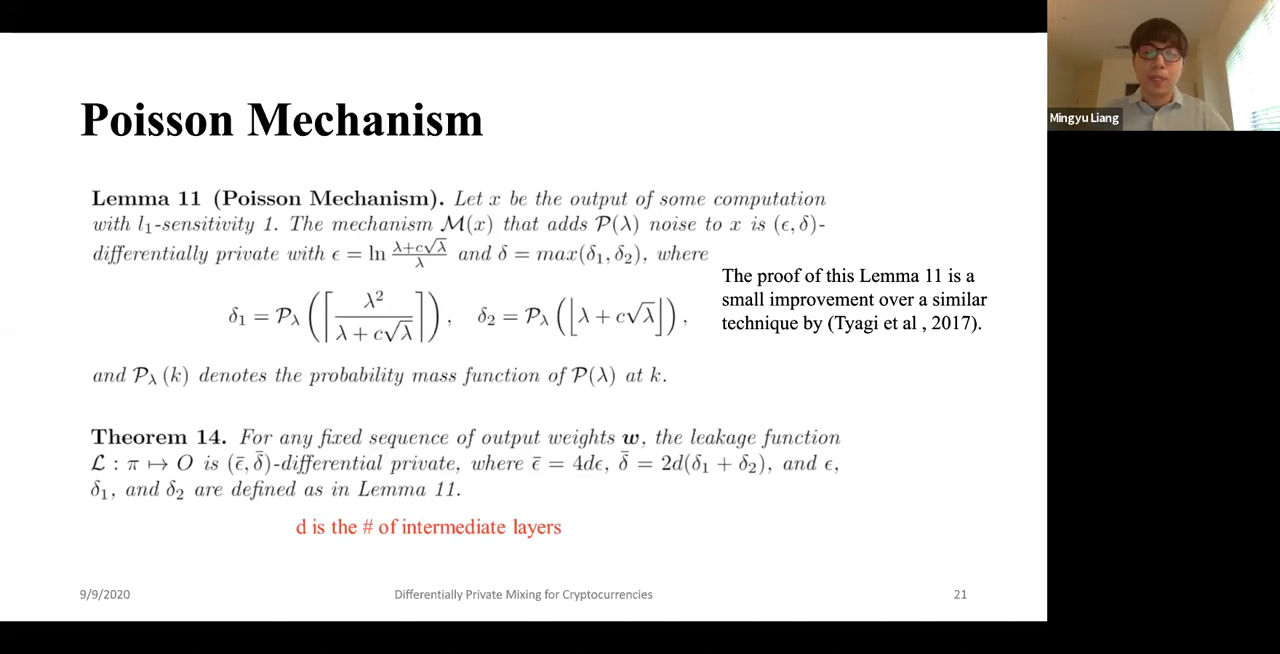 Poisson Mechanism
Lemma 11 (Poisson Mechanism). Let x be the output of some computation
with l₁-sensitivity 1. The mechanism M(x) that adds P(λ) noise to x is (ϵ, δ)-
differentially private with ϵ = ln (λ+c√λ)/λ and δ = max(δ₁, δ₂), where
δ₁ = P_λ(⌈λ²/(λ + c√λ)⌉), δ₂ = P_λ(⌊λ + c√λ⌋),
and P_λ (k) denotes the probability mass function of P(λ) at k.
The proof of this Lemma 11 is a
small improvement over a similar
technique by (Tyagi et al , 2017).
Theorem 14. For any fixed sequence of output weights w, the leakage function
L : π ↦ O is (ϵ̄, δ̄)-differential private, where ϵ̄ = 4dϵ, δ̄ = 2d(δ₁ + δ₂), and ϵ,
δ₁, and δ₂ are defined as in Lemma 11.
d is the # of intermediate layers
9/9/2020
Differentially Private Mixing for Cryptocurrencies
21
Mingyu Liang